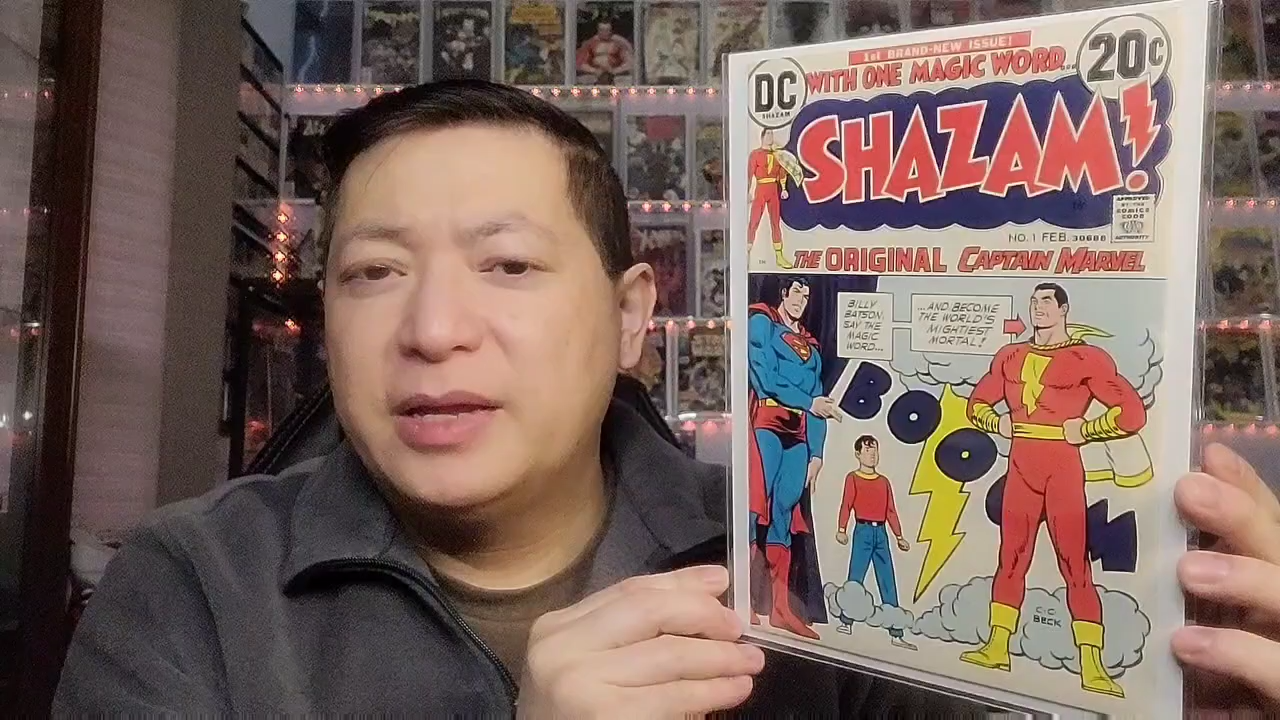 1st BRAND-NEW ISSUE!
WITH ONE MAGIC WORD...
20¢
DC
SHAZAM
SHAZAM!
APPROVED
BY THE
COMICS
CODE
AUTHORITY
NO. 1 FEB. 30688
THE ORIGINAL CAPTAIN MARVEL
BILLY
BATSON,
SAY THE
MAGIC
WORD...
...AND BECOME
THE WORLD'S
MIGHTIEST
MORTAL!
BOOOM
C.C.
BECK